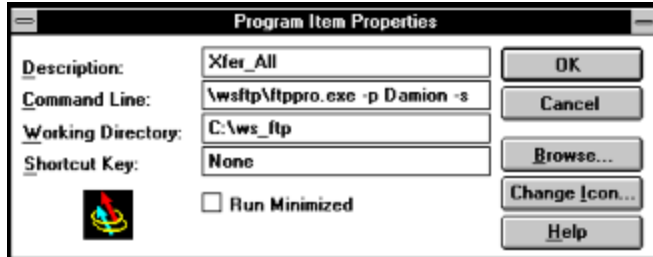 Program Item Properties
Description: Xfer_All
Command Line: \wsftp\ftppro.exe -p Damion -s
Working Directory: C:\ws_ftp
Shortcut Key: None
Run Minimized
OK
Cancel
Browse...
Change Icon...
Help